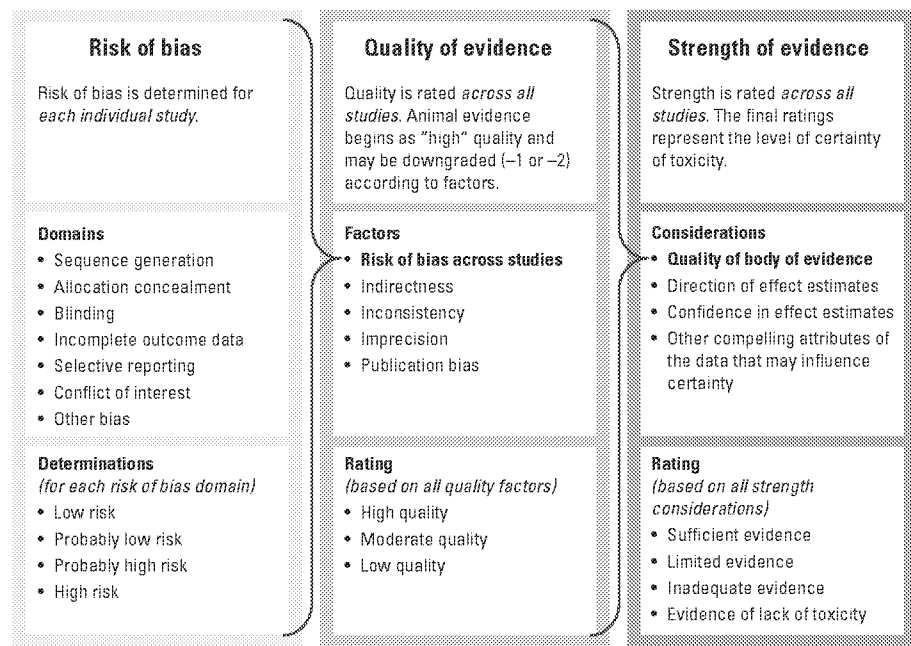 Risk of bias
Risk of bias is determined for
each individual study.
Domains
• Sequence generation
• Allocation concealment
• Blinding
• Incomplete outcome data
• Selective reporting
• Conflict of interest
• Other bias
Determinations
(for each risk of bias domain)
• Low risk
• Probably low risk
• Probably high risk
• High risk
Quality of evidence
Quality is rated across all
studies. Animal evidence
begins as “high” quality and
may be downgraded (–1 or –2)
according to factors.
Factors
• Risk of bias across studies
• Indirectness
• Inconsistency
• Imprecision
• Publication bias
Rating
(based on all quality factors)
• High quality
• Moderate quality
• Low quality
Strength of evidence
Strength is rated across all
studies. The final ratings
represent the level of certainty
of toxicity.
Considerations
• Quality of body of evidence
• Direction of effect estimates
• Confidence in effect estimates
• Other compelling attributes of
the data that may influence
certainty
Rating
(based on all strength
considerations)
• Sufficient evidence
• Limited evidence
• Inadequate evidence
• Evidence of lack of toxicity